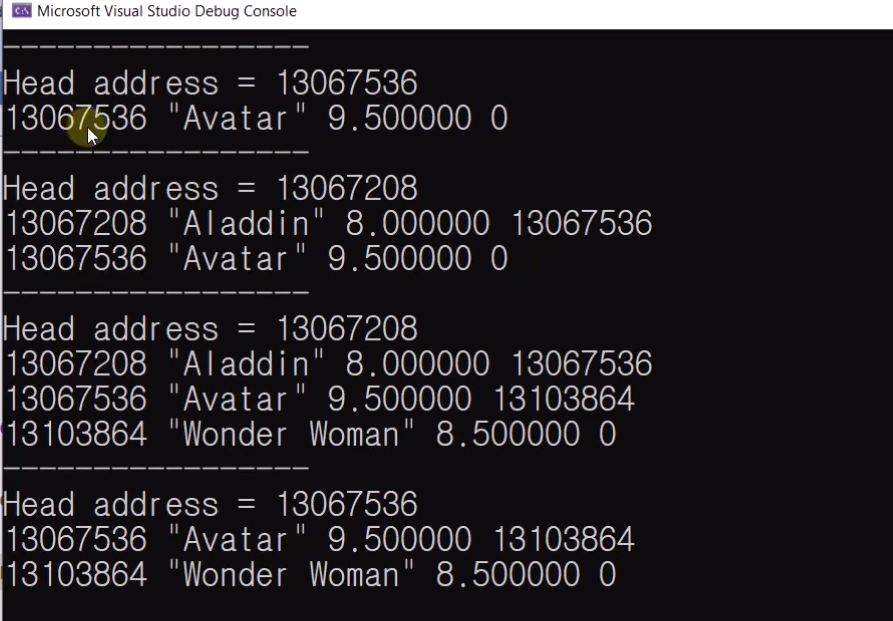 Microsoft Visual Studio Debug Console
-----------------
Head address = 13067536
13067536 "Avatar" 9.500000 0
-----------------
Head address = 13067208
13067208 "Aladdin" 8.000000 13067536
13067536 "Avatar" 9.500000 0
-----------------
Head address = 13067208
13067208 "Aladdin" 8.000000 13067536
13067536 "Avatar" 9.500000 13103864
13103864 "Wonder Woman" 8.500000 0
-----------------
Head address = 13067536
13067536 "Avatar" 9.500000 13103864
13103864 "Wonder Woman" 8.500000 0